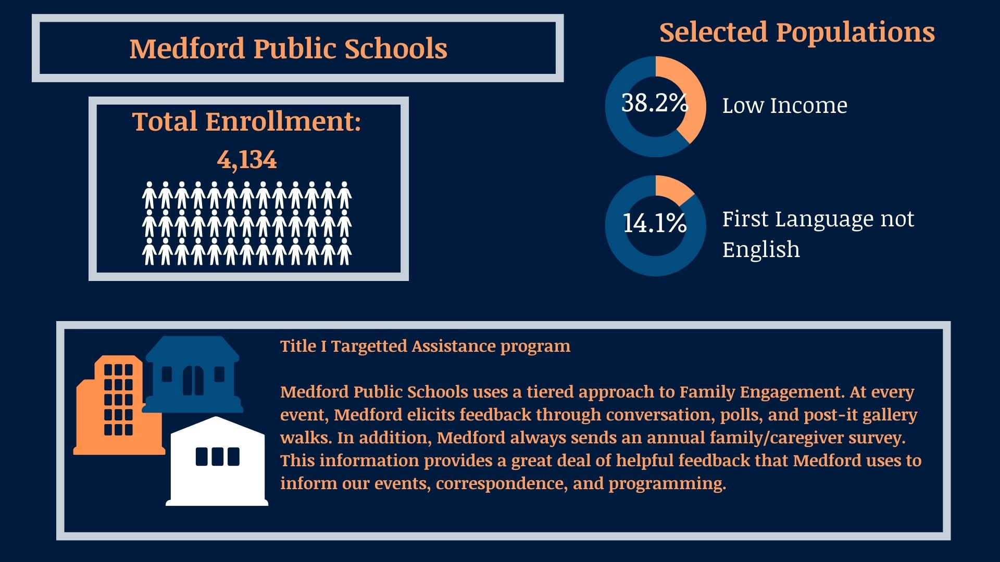 Medford Public Schools
Total Enrollment:
4,134
Selected Populations
38.2%
Low Income
14.1%
First Language not
English
Title I Targetted Assistance program
Medford Public Schools uses a tiered approach to Family Engagement. At every
event, Medford elicits feedback through conversation, polls, and post-it gallery
walks. In addition, Medford always sends an annual family/caregiver survey.
This information provides a great deal of helpful feedback that Medford uses to
inform our events, correspondence, and programming.